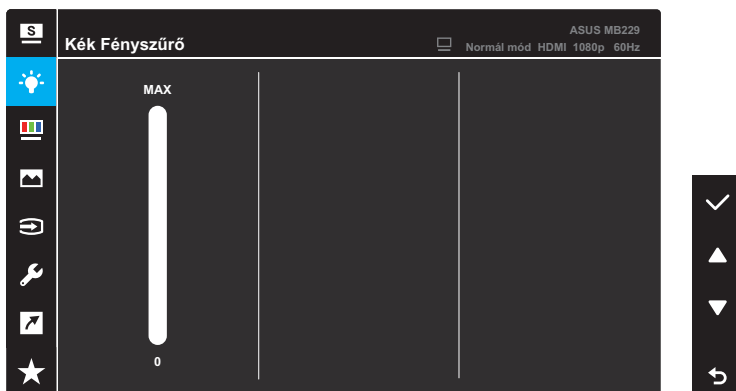 S
Kék Fényszűrő
ASUS MB229
Normál mód HDMI 1080p 60Hz
MAX
0